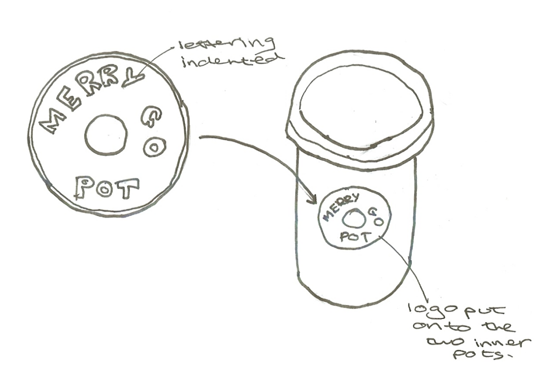 lettering
indented
MERRY
GO
POT
MERRY
GO
POT
logo put
onto the
two inner
pots.